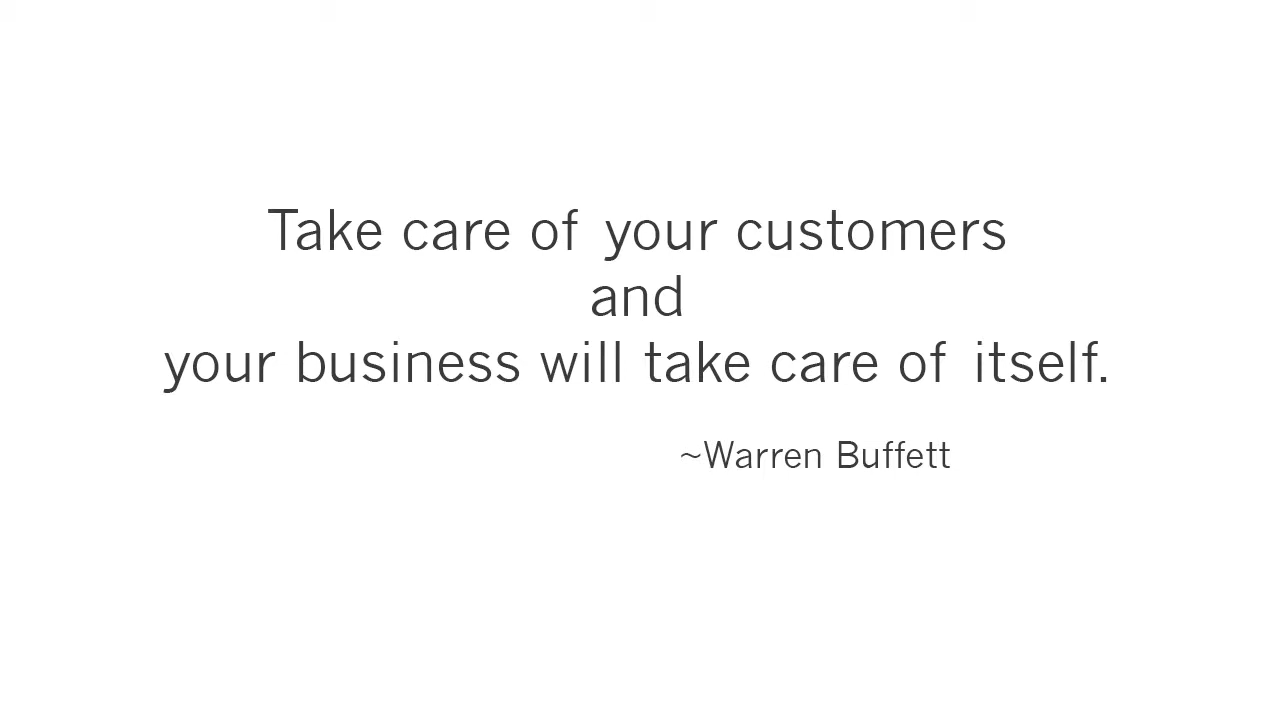 Take care of your customers
and
your business will take care of itself.
~Warren Buffett